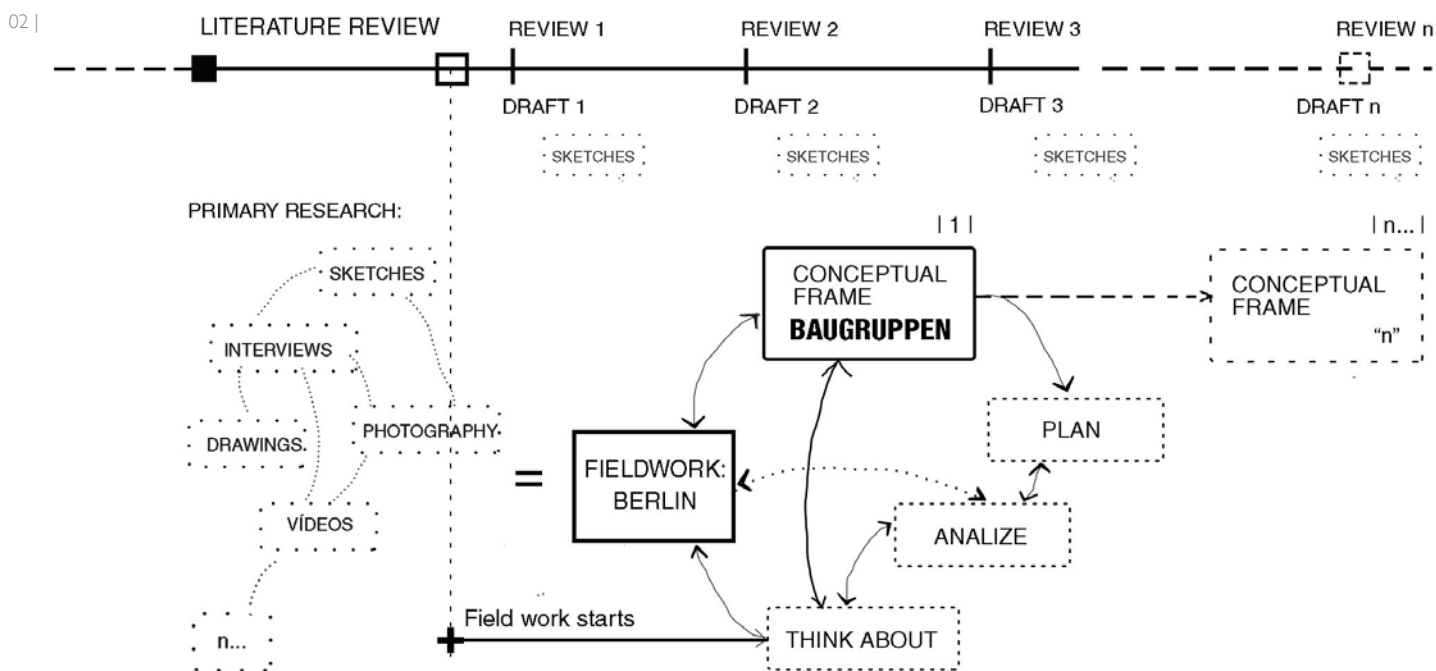 02 |
LITERATURE REVIEW
REVIEW 1
REVIEW 2
REVIEW 3
REVIEW n
DRAFT 1
DRAFT 2
DRAFT 3
DRAFT n
SKETCHES
SKETCHES
SKETCHES
SKETCHES
PRIMARY RESEARCH:
SKETCHES
INTERVIEWS
DRAWINGS
PHOTOGRAPHY
VÍDEOS
n...
=
FIELDWORK:
BERLIN
| 1 |
CONCEPTUAL
FRAME
BAUGRUPPEN
| n... |
CONCEPTUAL
FRAME
“n”
PLAN
ANALIZE
THINK ABOUT
Field work starts